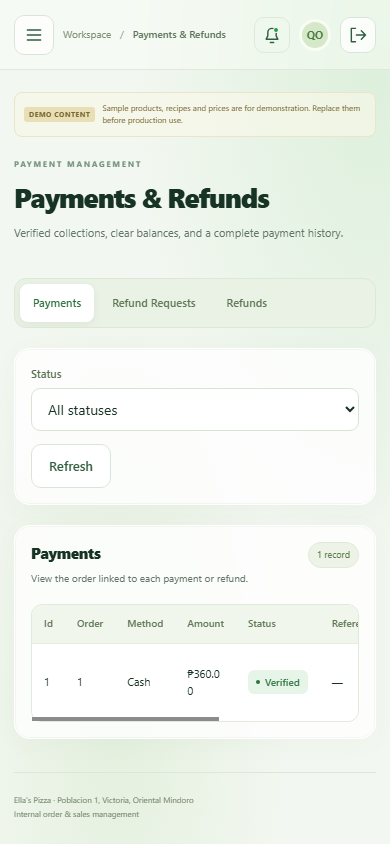 Workspace / Payments & Refunds QO
DEMO CONTENT
Sample products, recipes and prices are for demonstration. Replace them
before production use.
PAYMENT MANAGEMENT
Payments & Refunds
Verified collections, clear balances, and a complete payment history.
Payments Refund Requests Refunds
Status
All statuses
Refresh
Payments 1 record
View the order linked to each payment or refund.
Id Order Method Amount Status Refere
1 1 Cash ₱360.0
0 Verified —
Ella's Pizza · Poblacion 1, Victoria, Oriental Mindoro
Internal order & sales management